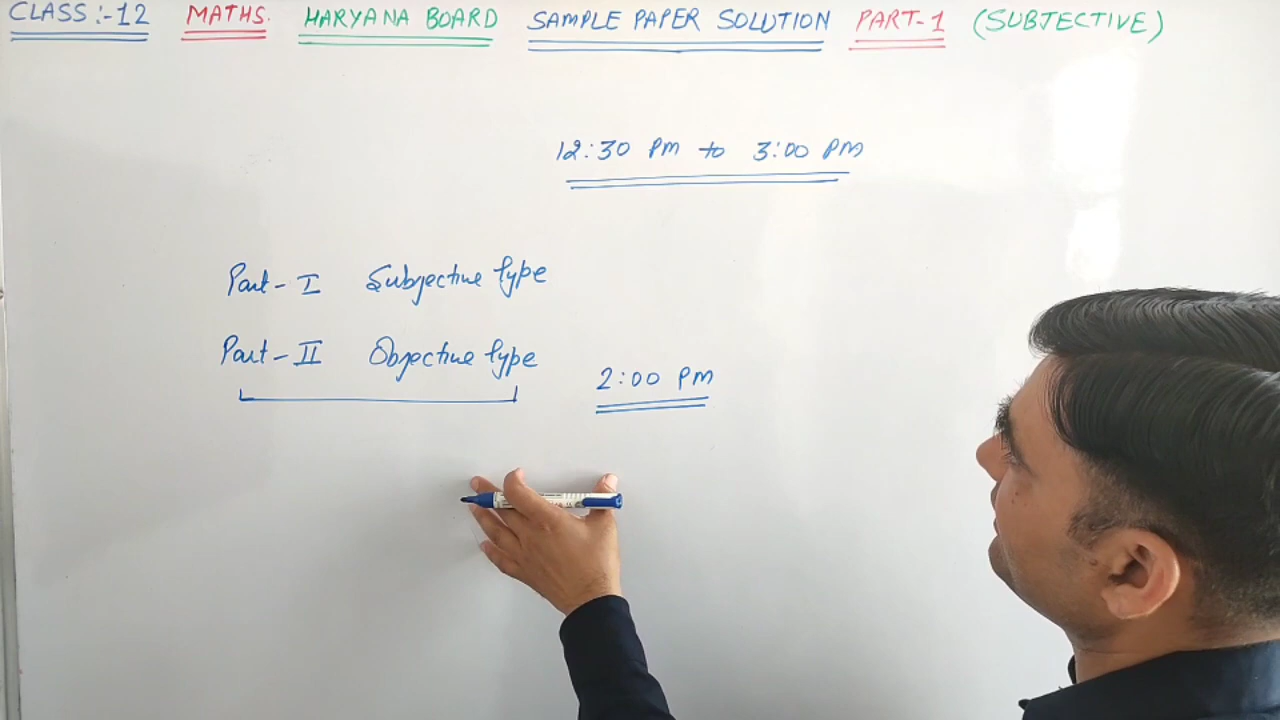 CLASS :- 12 MATHS. HARYANA BOARD SAMPLE PAPER SOLUTION PART-1 (SUBJECTIVE)
12:30 PM to 3:00 PM
Part - I Subjective type
Part - II Objective type
2:00 PM